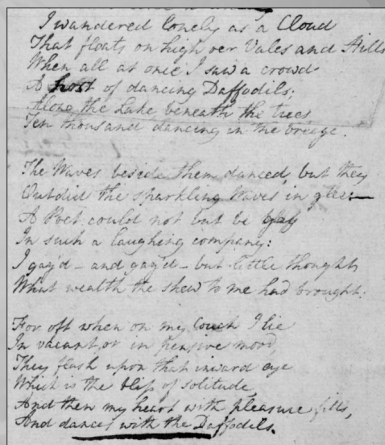 I wandered lonely as a Cloud
That floats on high oer Vales and Hills
When all at once I saw a crowd
A host of dancing Daffodils;
Along the Lake, beneath the trees,
Ten thousand dancing in the breeze.
The Waves beside them danced, but they
Outdid the sparkling Waves in glee—
A Poet could not but be gay
In such a laughing company:
I gaz'd – and gaz'd – but little thought
What wealth the shew to me had brought:
For oft when on my Couch I lie
In vacant, or in pensive mood,
They flash upon that inward eye
Which is the bliss of solitude,
And then my heart with pleasure fills,
And dances with the Daffodils.